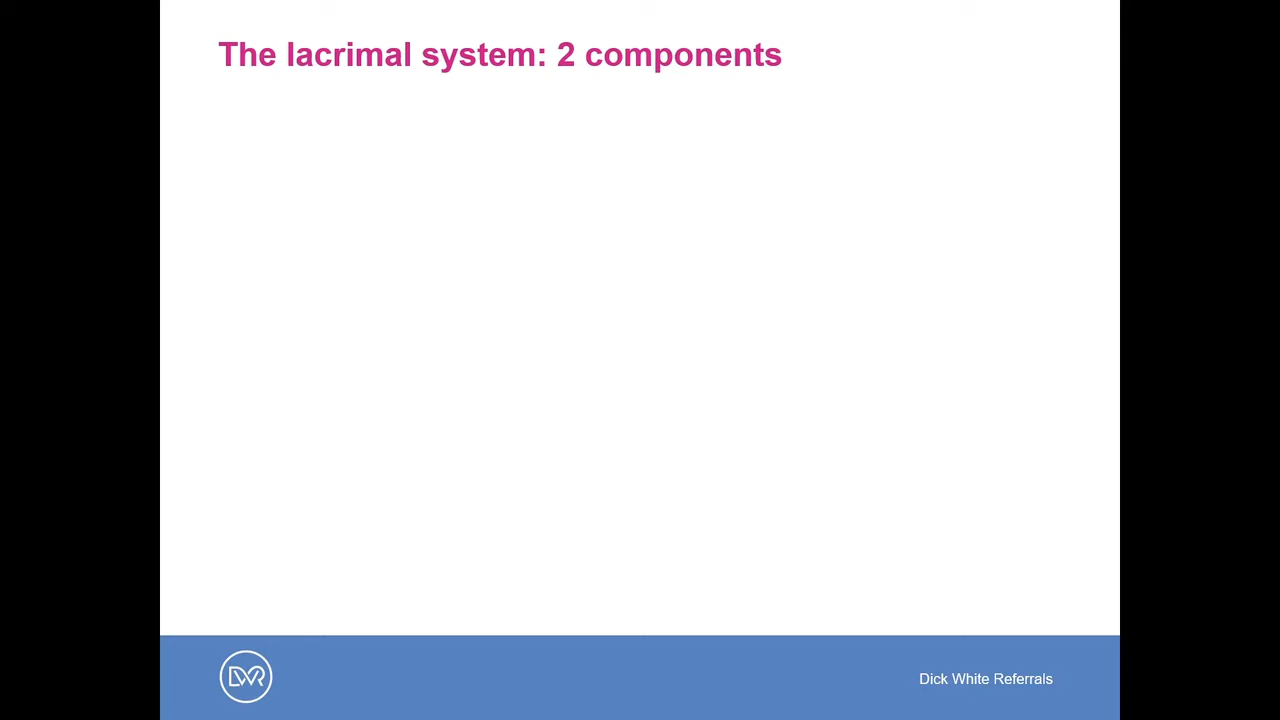 The lacrimal system: 2 components
DWR
Dick White Referrals